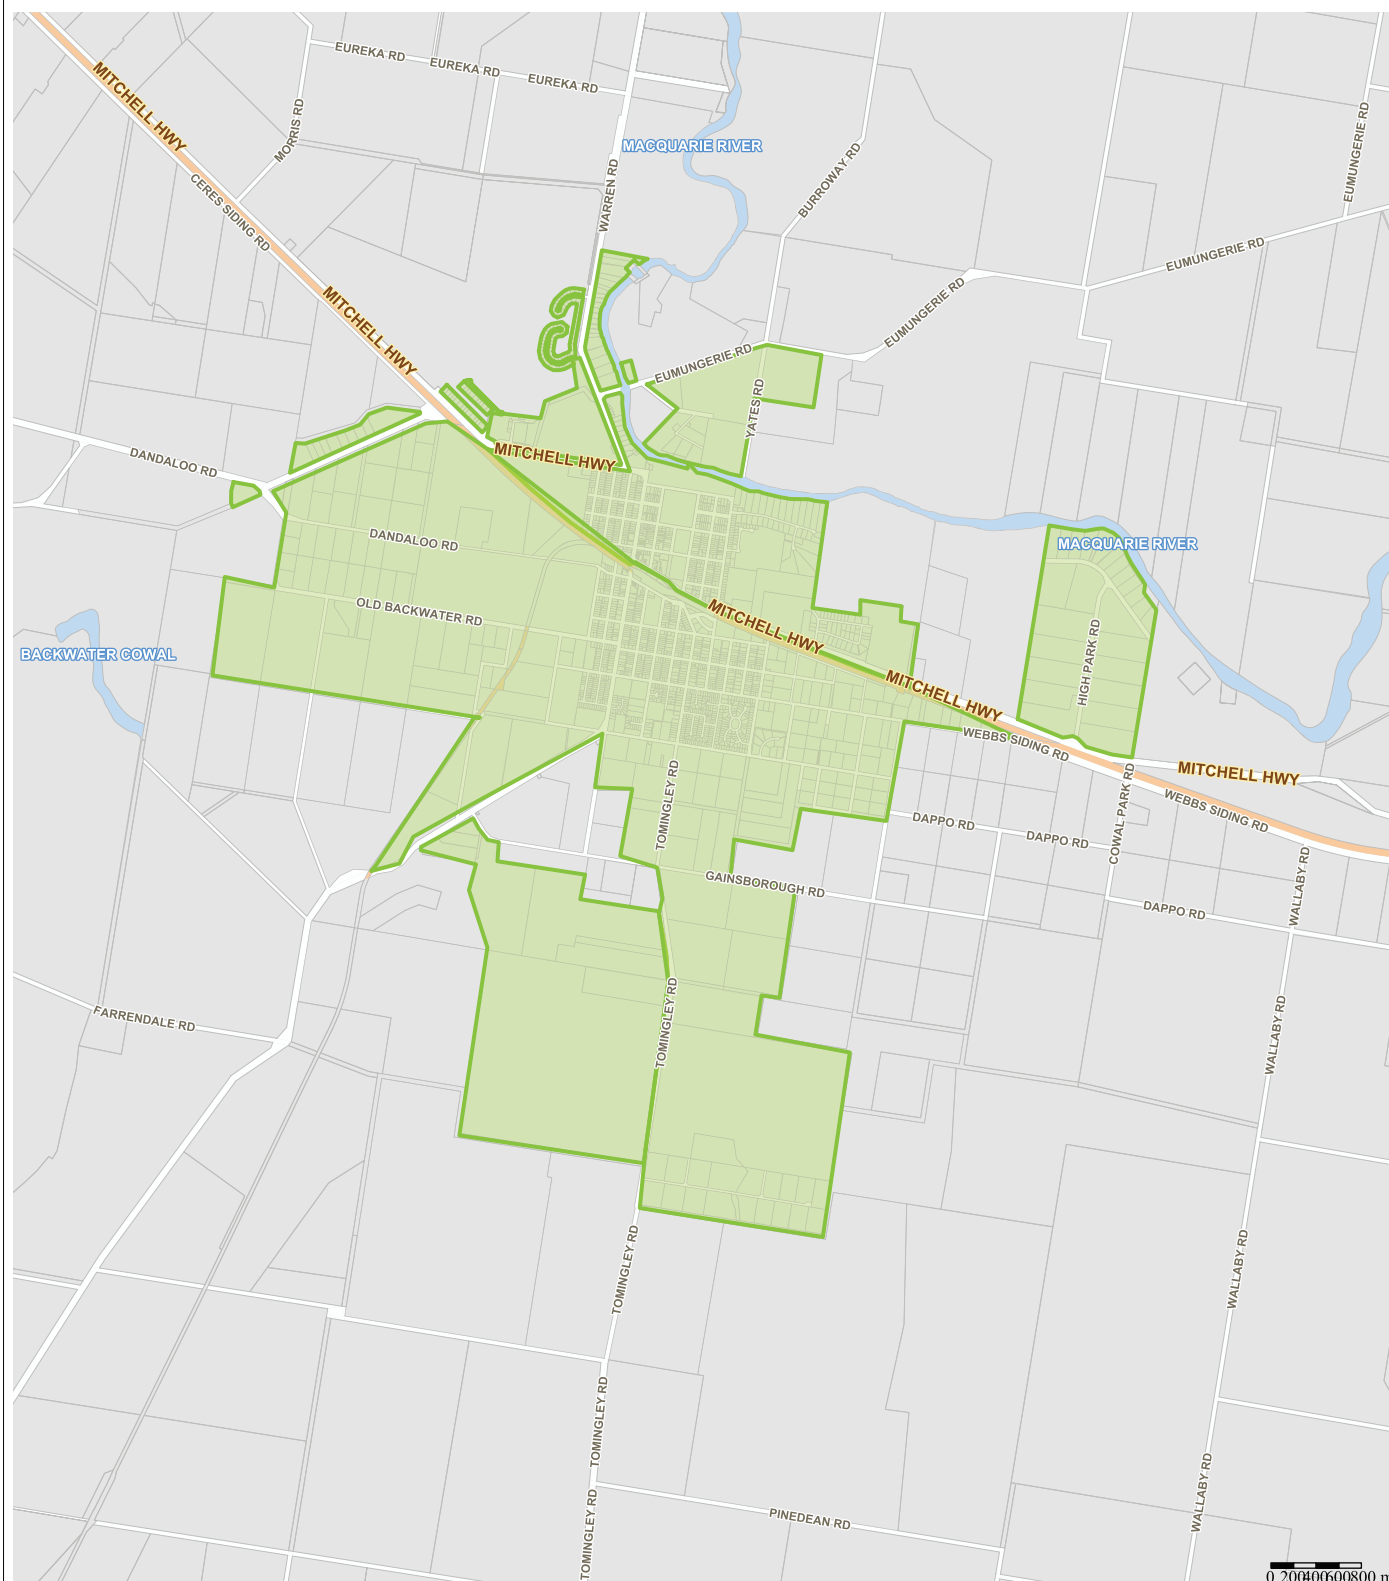 EUREKA RD
EUREKA RD
EUREKA RD
MITCHELL HWY
MORRIS RD
MACQUARIE RIVER
EUMUNGERIE RD
BURROWAY RD
WARREN RD
CERES SIDING RD
EUMUNGERIE RD
MITCHELL HWY
EUMUNGERIE RD
EUMUNGERIE RD
YATES RD
DANDALOO RD
MITCHELL HWY
DANDALOO RD
MACQUARIE RIVER
OLD BACKWATER RD
MITCHELL HWY
BACKWATER COWAL
HIGH PARK RD
MITCHELL HWY
WEBBS SIDING RD
MITCHELL HWY
TOMINGLEY RD
WEBBS SIDING RD
COWAL PARK RD
DAPPO RD
DAPPO RD
GAINSBOROUGH RD
WALLABY RD
DAPPO RD
FARRENDALE RD
TOMINGLEY RD
WALLABY RD
TOMINGLEY RD
WALLABY RD
TOMINGLEY RD
WALLABY RD
PINEDEAN RD
TOMINGLEY RD
0 200400600800 m